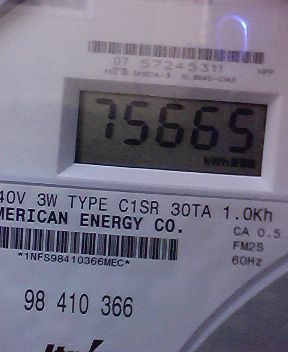 07 57245311
75665
kWh
40V 3W TYPE C1SR 30TA 1.0Kh
MERICAN ENERGY CO.
CA 0.5
FM2S
60Hz
*1NFS98410366MEC*
98 410 366